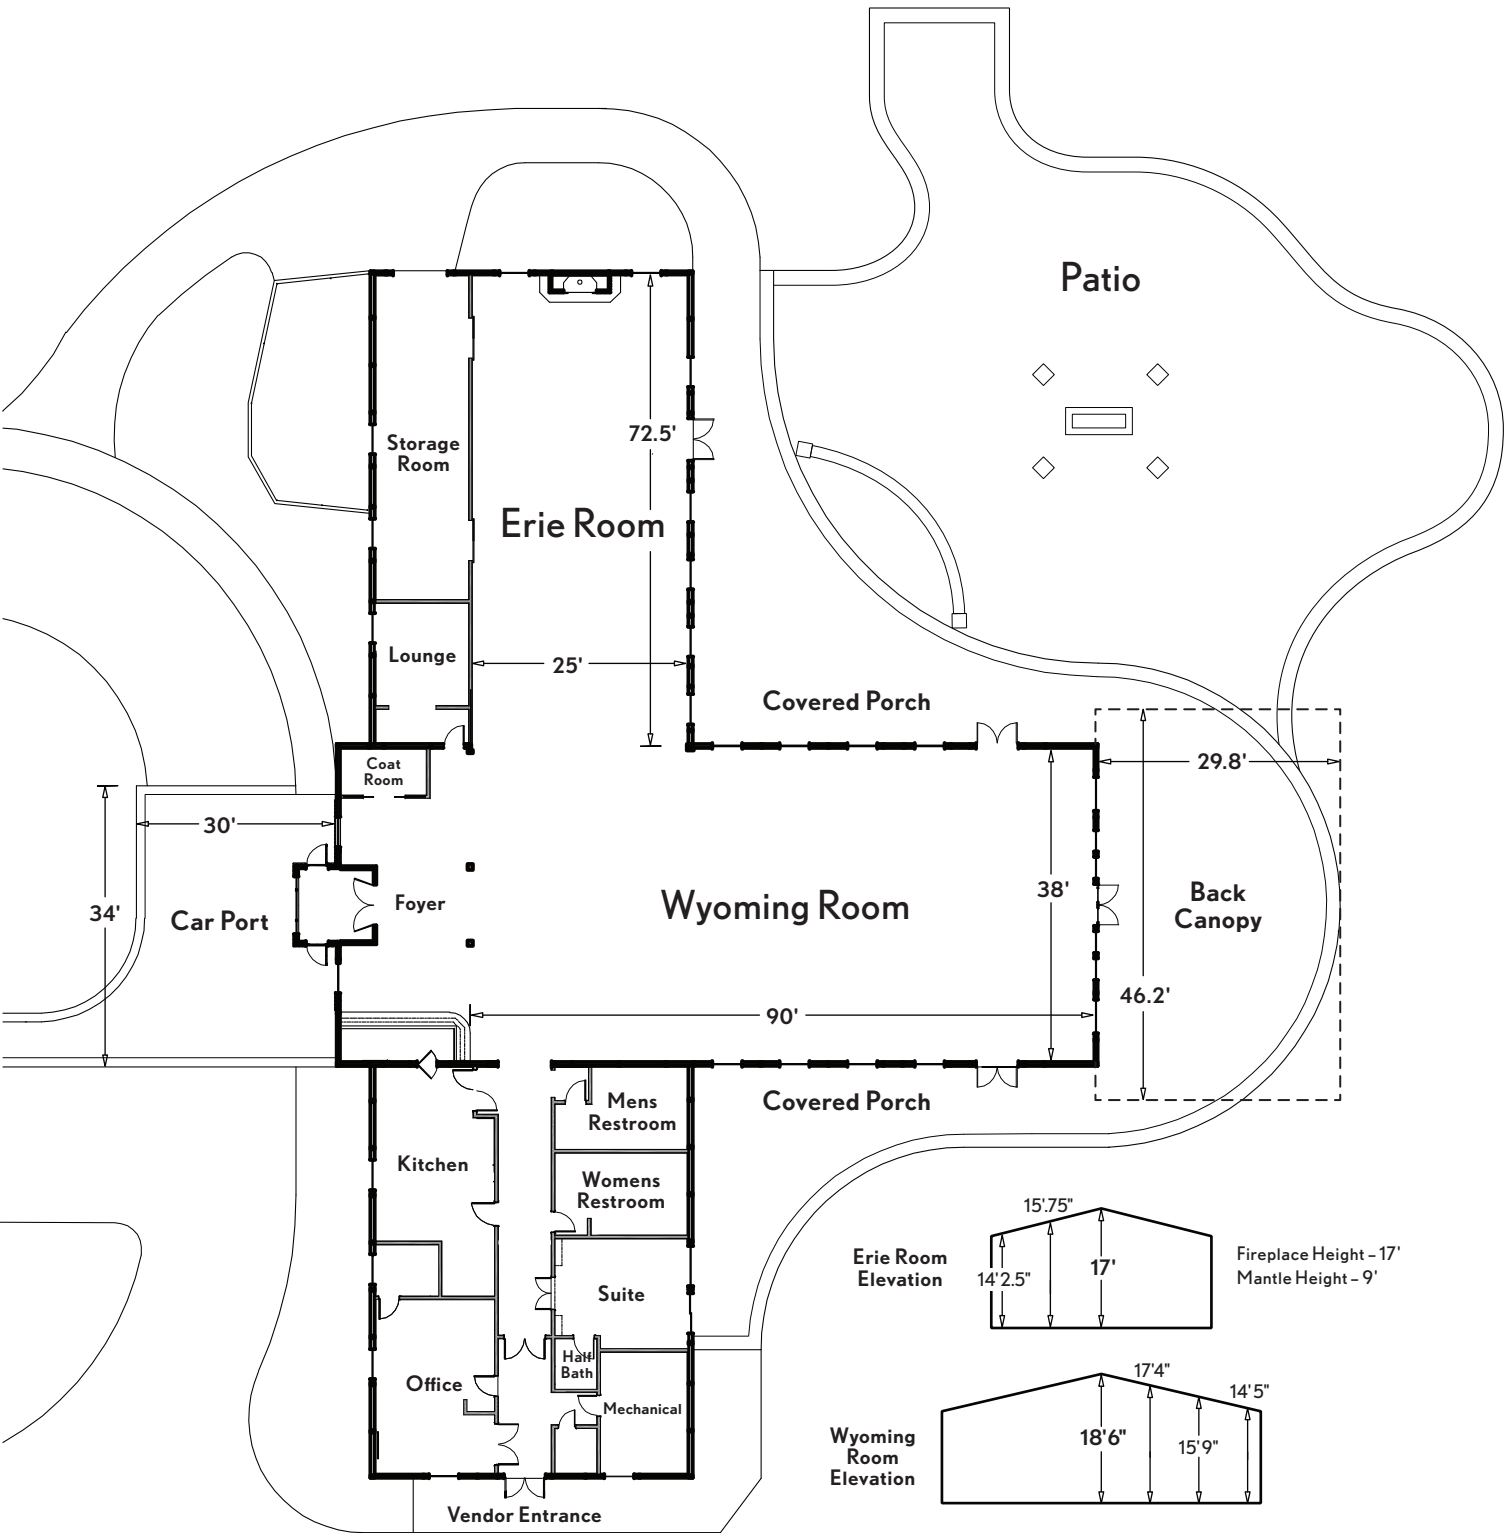 Patio
Storage
Room
72.5'
Erie Room
Lounge
25'
Covered Porch
Coat
Room
29.8'
30'
34'
Car Port
Foyer
Wyoming Room
38'
Back
Canopy
46.2'
90'
Covered Porch
Mens
Restroom
Kitchen
Womens
Restroom
Suite
Half
Bath
Office
Mechanical
Vendor Entrance
Erie Room
Elevation
15'.75"
14'2.5"
17'
Fireplace Height – 17'
Mantle Height – 9'
Wyoming
Room
Elevation
17'4"
14'5"
18'6"
15'9"